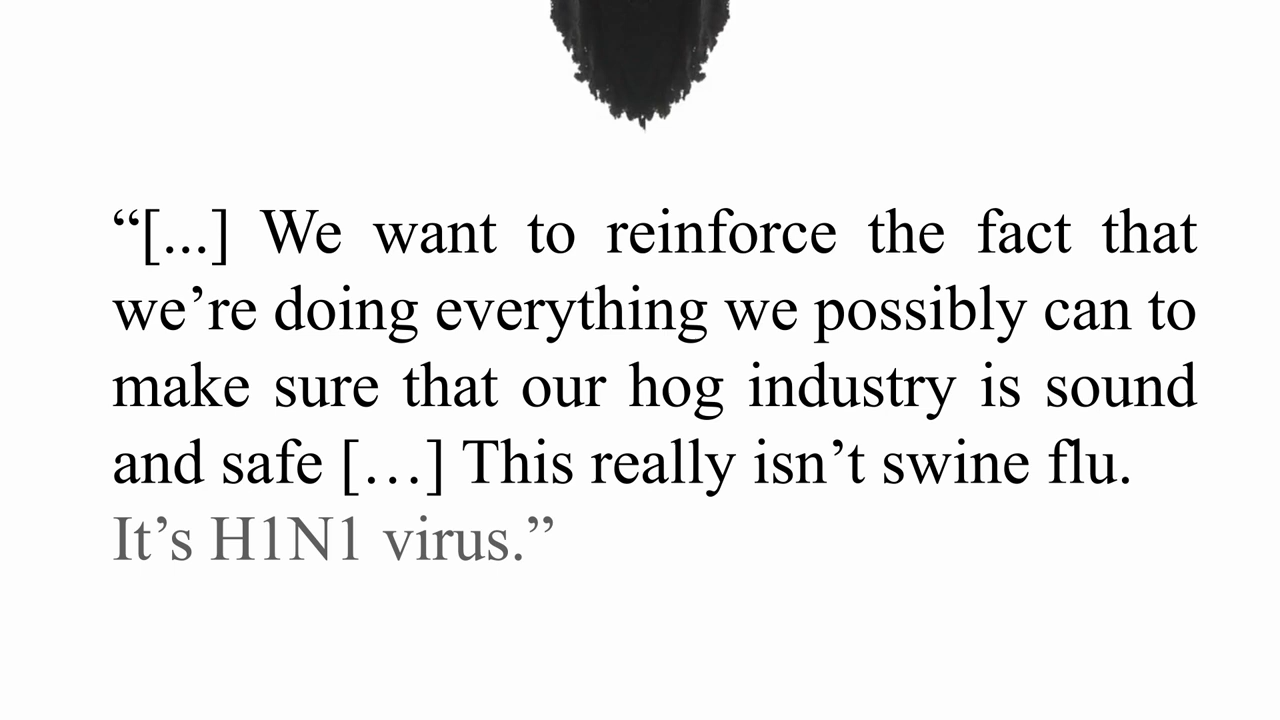 “[...] We want to reinforce the fact that
we’re doing everything we possibly can to
make sure that our hog industry is sound
and safe […] This really isn’t swine flu.
It’s H1N1 virus.”